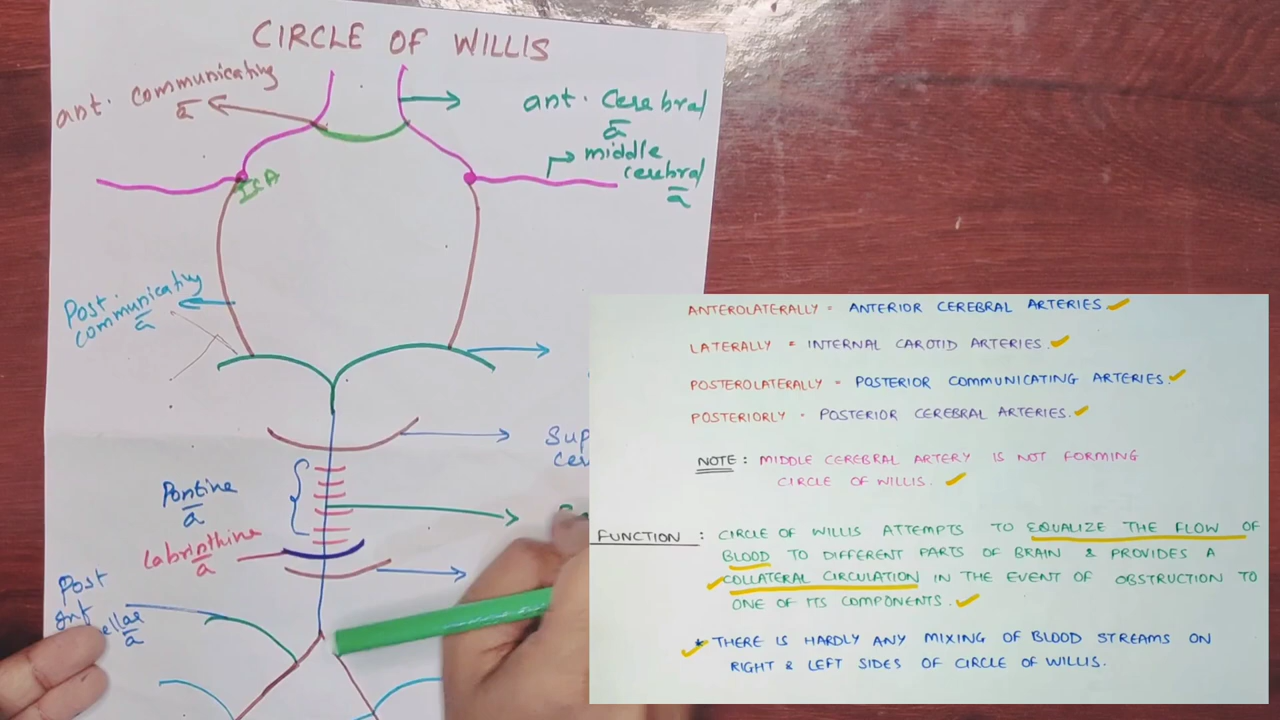 CIRCLE OF WILLIS
ant. communicating
a
ant. cerebral
a
middle
cerebral
a
ICA
Post
communicating
a
Sup
Pontine
a
Labrinthine
a
Post
ANTEROLATERALLY = ANTERIOR CEREBRAL ARTERIES
LATERALLY = INTERNAL CAROTID ARTERIES.
POSTEROLATERALLY = POSTERIOR COMMUNICATING ARTERIES.
POSTERIORLY - POSTERIOR CEREBRAL ARTERIES.
NOTE: MIDDLE CEREBRAL ARTERY IS NOT FORMING
CIRCLE OF WILLIS.
FUNCTION : CIRCLE OF WILLIS ATTEMPTS TO EQUALIZE THE FLOW OF
BLOOD TO DIFFERENT PARTS OF BRAIN & PROVIDES A
COLLATERAL CIRCULATION IN THE EVENT OF OBSTRUCTION TO
ONE OF ITS COMPONENTS.
* THERE IS HARDLY ANY MIXING OF BLOOD STREAMS ON
RIGHT & LEFT SIDES OF CIRCLE OF WILLIS.